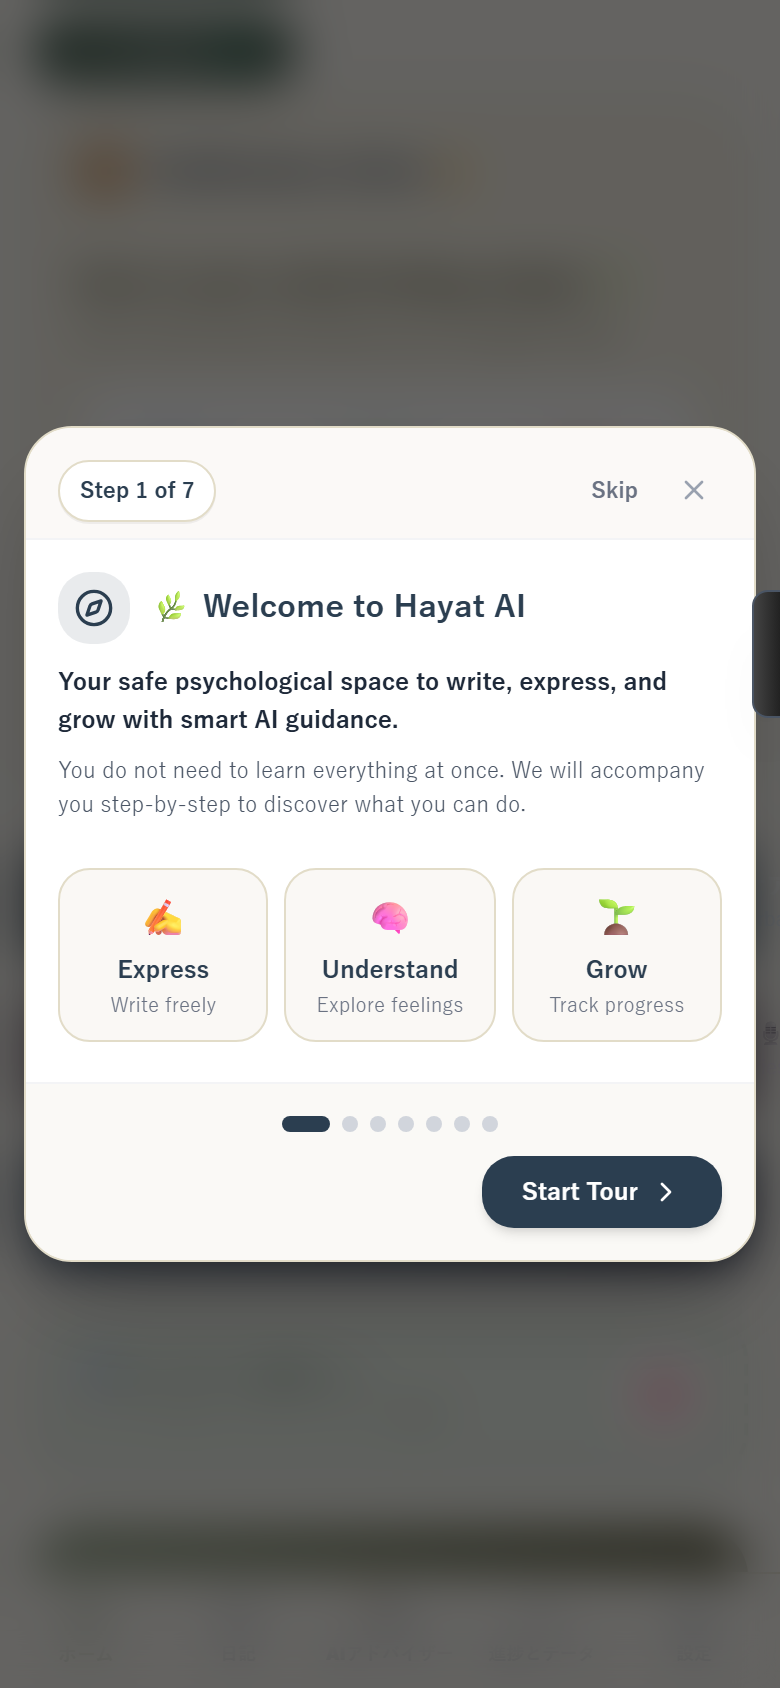 Step 1 of 7
Skip
Welcome to Hayat AI
Your safe psychological space to write, express, and
grow with smart AI guidance.
You do not need to learn everything at once. We will accompany
you step-by-step to discover what you can do.
Express
Write freely
Understand
Explore feelings
Grow
Track progress
Start Tour